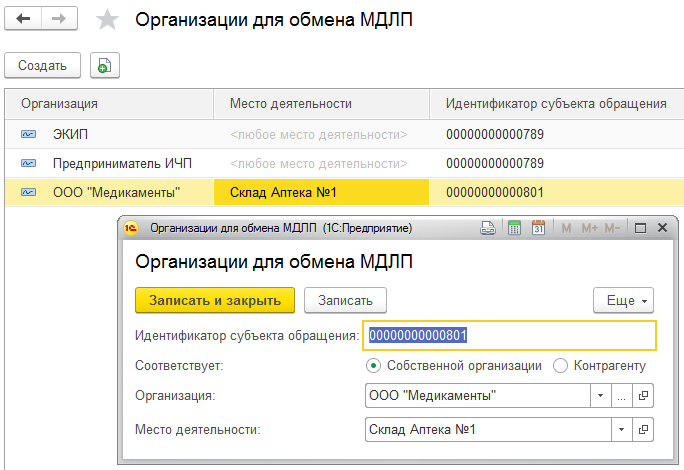 Организации для обмена МДЛП
Создать
Организация Место деятельности Идентификатор субъекта обращения
ЭКИП <любое место деятельности> 00000000000789
Предприниматель ИЧП <любое место деятельности> 00000000000789
ООО "Медикаменты" Склад Аптека №1 00000000000801
1С Организации для обмена МДЛП (1С:Предприятие) 31 M M+ M-
Организации для обмена МДЛП
Записать и закрыть Записать Еще
Идентификатор субъекта обращения: 00000000000801
Соответствует: Собственной организации Контрагенту
Организация: ООО "Медикаменты" ...
Место деятельности: Склад Аптека №1